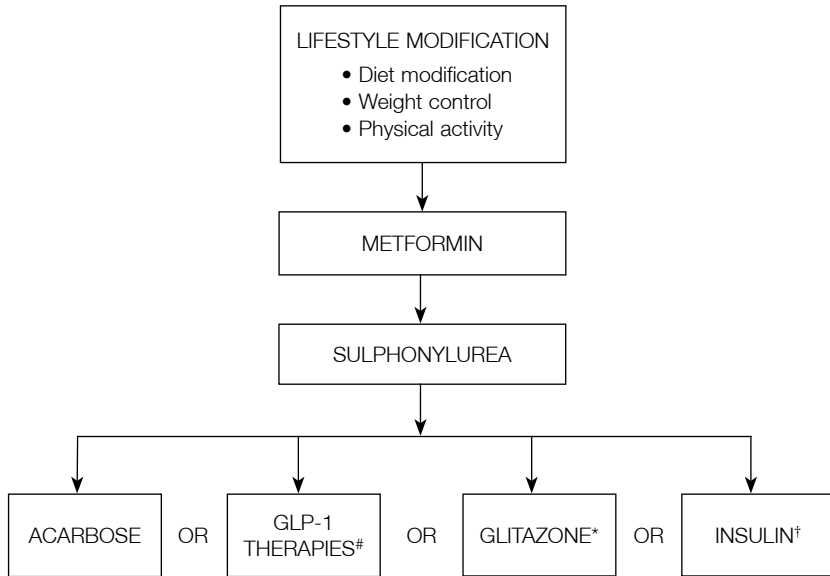 LIFESTYLE MODIFICATION
• Diet modification
• Weight control
• Physical activity
METFORMIN
SULPHONYLUREA
ACARBOSE OR GLP-1 THERAPIES# OR GLITAZONE* OR INSULIN†